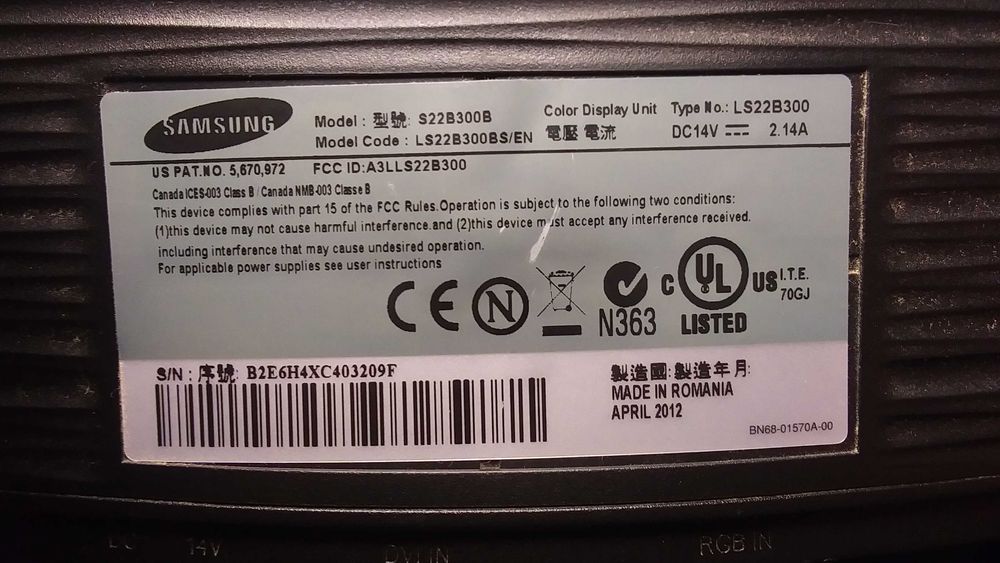 SAMSUNG
Model : 型號: S22B300B
Model Code : LS22B300BS/EN
Color Display Unit
電壓 電流
Type No.: LS22B300
DC14V ⎓ 2.14A
US PAT.NO. 5,670,972 FCC ID:A3LLS22B300
Canada ICES-003 Class B / Canada NMB-003 Classe B
This device complies with part 15 of the FCC Rules.Operation is subject to the following two conditions:
(1)this device may not cause harmful interference.and (2)this device must accept any interference received.
including interference that may cause undesired operation.
For applicable power supplies see user instructions
CE
N
N363
C UL US
LISTED
I.T.E.
70GJ
S/N : 序號: B2E6H4XC403209F
製造國: 製造年月:
MADE IN ROMANIA
APRIL 2012
BN68-01570A-00
DC 14V
DVI IN
RGB IN